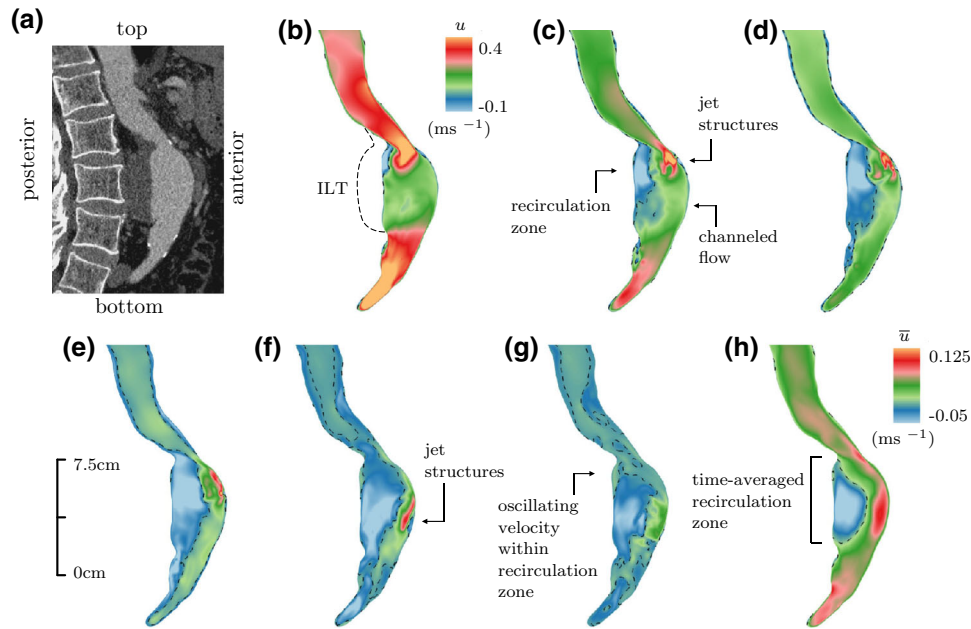 (a)
top
posterior
anterior
bottom
(b)
u
0.4
-0.1
(ms -1)
ILT
(c)
jet
structures
recirculation
zone
channeled
flow
(d)
(e)
7.5cm
0cm
(f)
jet
structures
(g)
oscillating
velocity
within
recirculation
zone
(h)
u̅
0.125
-0.05
(ms -1)
time-averaged
recirculation
zone